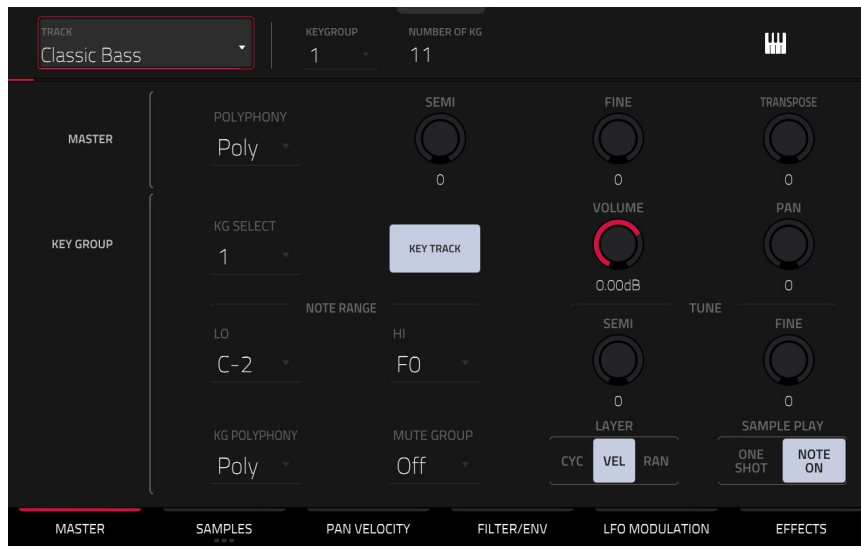 TRACK
Classic Bass
KEYGROUP
1
NUMBER OF KG
11
MASTER
POLYPHONY
Poly
SEMI
0
FINE
0
TRANSPOSE
0
KEY GROUP
KG SELECT
1
KEY TRACK
VOLUME
0.00dB
PAN
0
NOTE RANGE
LO
C-2
HI
F0
TUNE
SEMI
0
FINE
0
KG POLYPHONY
Poly
MUTE GROUP
Off
LAYER
CYC VEL RAN
SAMPLE PLAY
ONE
SHOT
NOTE
ON
MASTER SAMPLES PAN VELOCITY FILTER/ENV LFO MODULATION EFFECTS